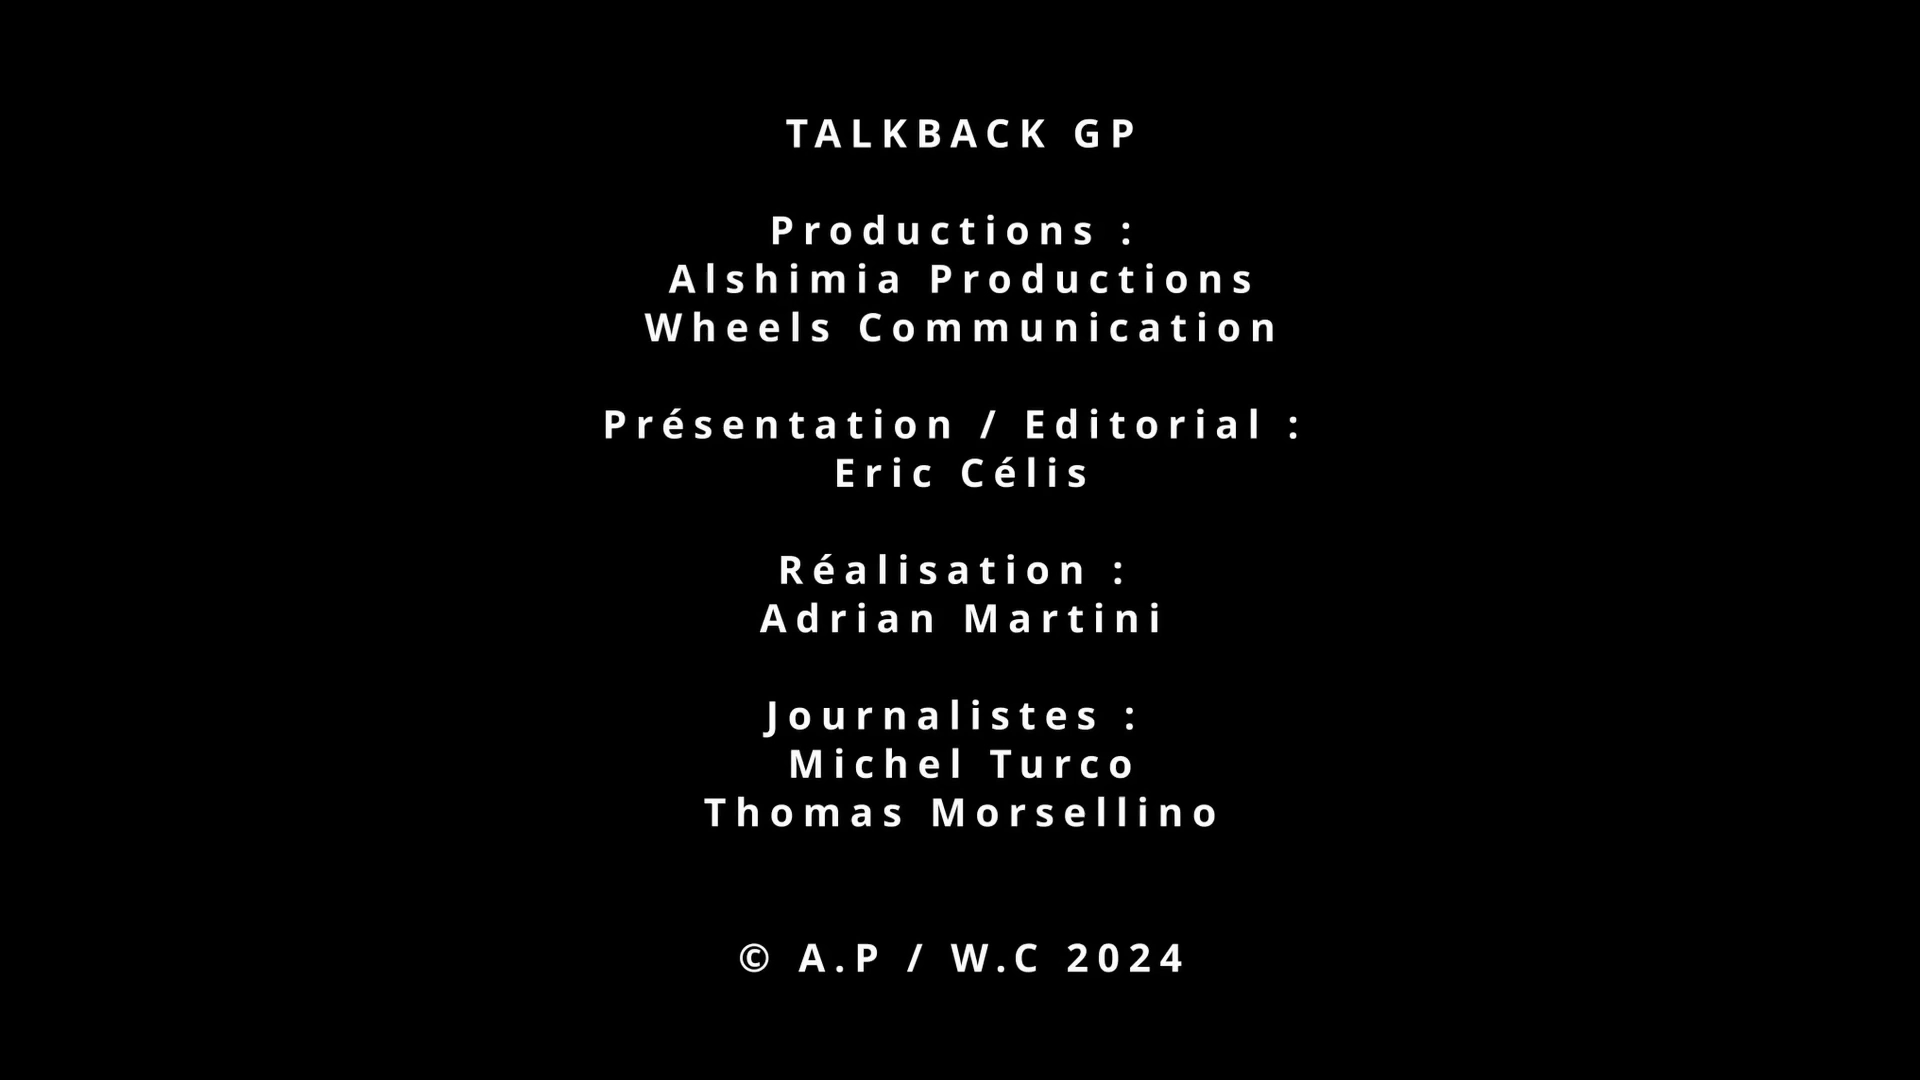 TALKBACK GP
Productions :
Alshimia Productions
Wheels Communication
Présentation / Editorial :
Eric Célis
Réalisation :
Adrian Martini
Journalistes :
Michel Turco
Thomas Morsellino
© A.P / W.C 2024